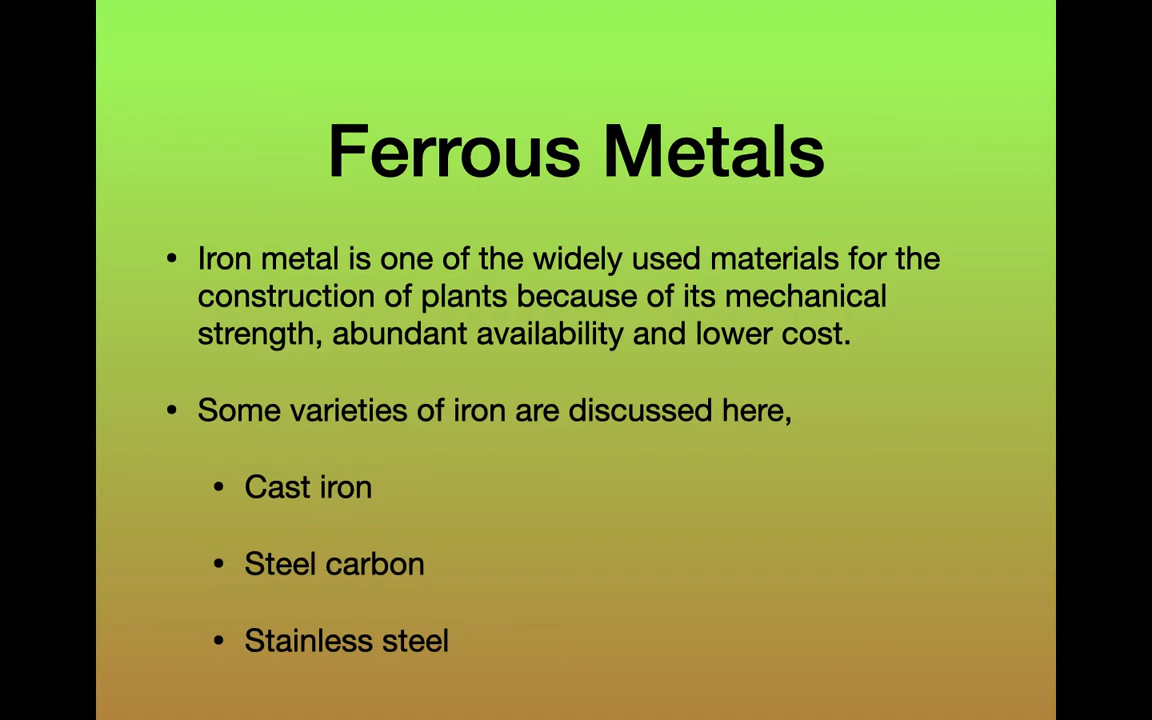 Ferrous Metals
• Iron metal is one of the widely used materials for the
construction of plants because of its mechanical
strength, abundant availability and lower cost.
• Some varieties of iron are discussed here,
• Cast iron
• Steel carbon
• Stainless steel